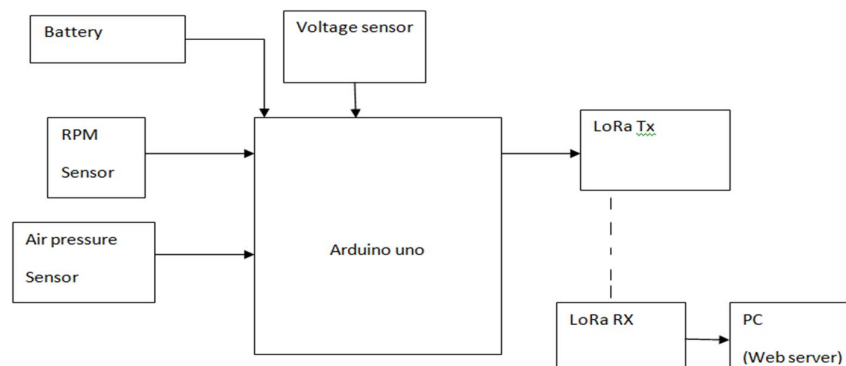 Battery
Voltage sensor
RPM
Sensor
LoRa Tx
Air pressure
Sensor
Arduino uno
LoRa RX
PC
(Web server)